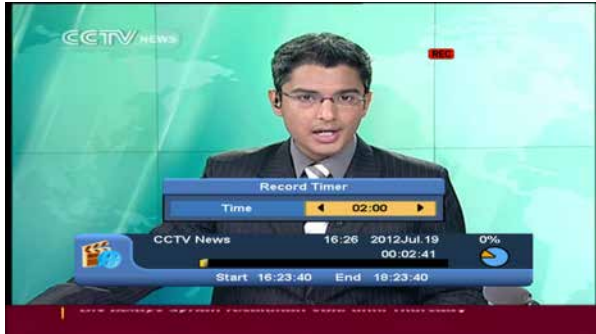 CCTV NEWS
REC
Record Timer
Time 02:00
CCTV News 16:26 2012Jul.19 0%
00:02:41
Start 16:23:40 End 18:23:40